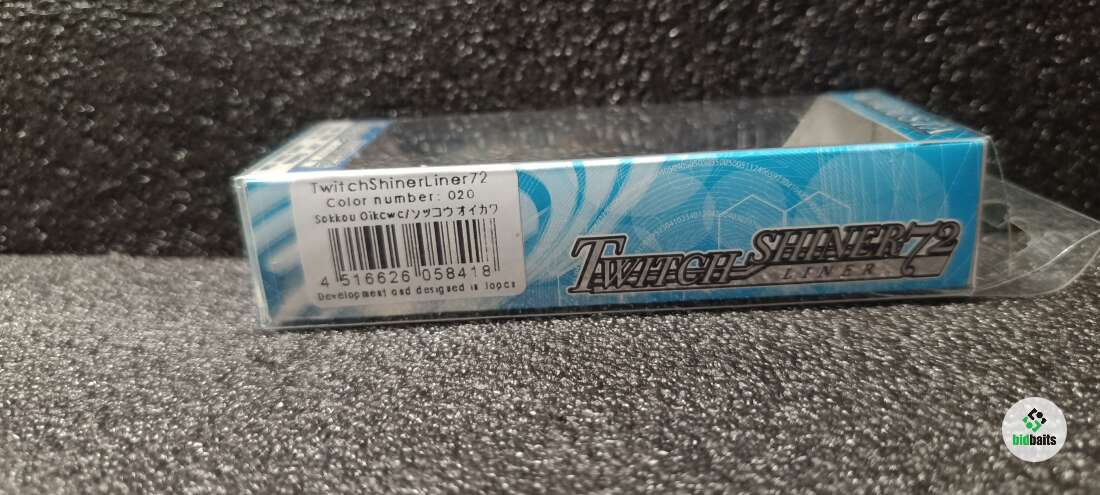 TwitchShinerLiner72
Color number: 020
Sokkou Oikawa/ソッコウオイカワ
4 516626 058418
Development and designed in Japan
TWITCH SHINER 72
LINER
bidbaits